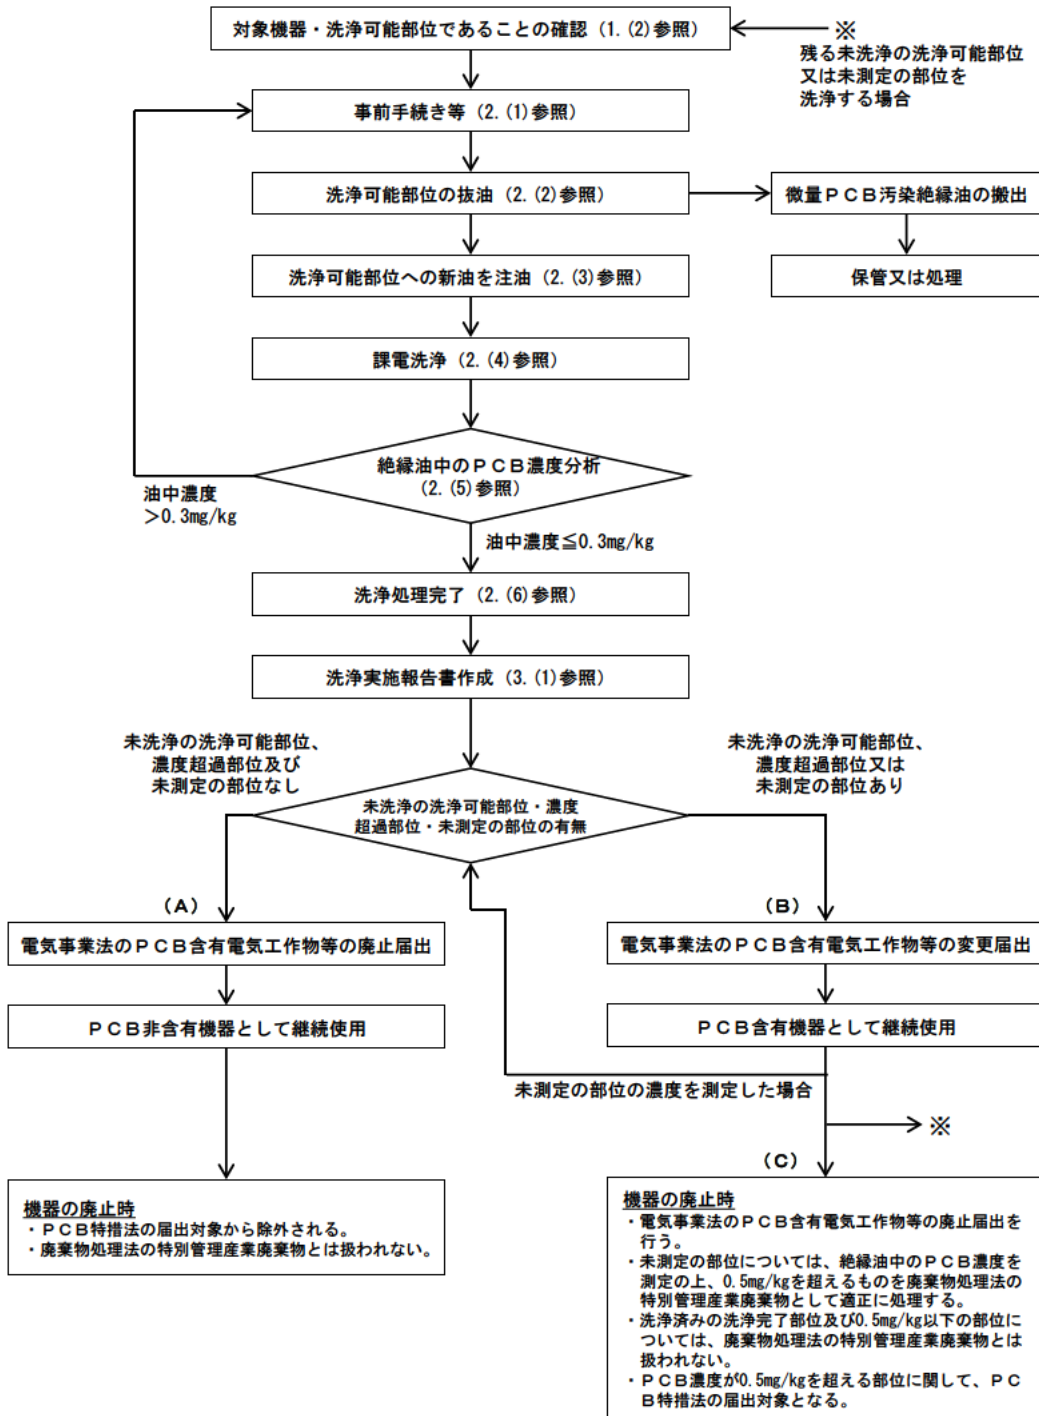 対象機器・洗浄可能部位であることの確認（1.(2)参照）
※
残る未洗浄の洗浄可能部位
又は未測定の部位を
洗浄する場合
事前手続き等（2.(1)参照）
洗浄可能部位の抜油（2.(2)参照）
微量ＰＣＢ汚染絶縁油の搬出
洗浄可能部位への新油を注油（2.(3)参照）
保管又は処理
課電洗浄（2.(4)参照）
絶縁油中のＰＣＢ濃度分析
（2.(5)参照）
油中濃度
＞0.3mg/kg
油中濃度≦0.3mg/kg
洗浄処理完了（2.(6)参照）
洗浄実施報告書作成（3.(1)参照）
未洗浄の洗浄可能部位、
濃度超過部位及び
未測定の部位なし
未洗浄の洗浄可能部位、
濃度超過部位又は
未測定の部位あり
未洗浄の洗浄可能部位・濃度
超過部位・未測定の部位の有無
（Ａ）
（Ｂ）
電気事業法のＰＣＢ含有電気工作物等の廃止届出
電気事業法のＰＣＢ含有電気工作物等の変更届出
ＰＣＢ非含有機器として継続使用
ＰＣＢ含有機器として継続使用
未測定の部位の濃度を測定した場合
※
（Ｃ）
機器の廃止時
・ＰＣＢ特措法の届出対象から除外される。
・廃棄物処理法の特別管理産業廃棄物とは扱われない。
機器の廃止時
・電気事業法のＰＣＢ含有電気工作物等の廃止届出を
行う。
・未測定の部位については、絶縁油中のＰＣＢ濃度を
測定の上、0.5mg/kgを超えるものを廃棄物処理法の
特別管理産業廃棄物として適正に処理する。
・洗浄済みの洗浄完了部位及び0.5mg/kg以下の部位に
ついては、廃棄物処理法の特別管理産業廃棄物とは
扱われない。
・ＰＣＢ濃度が0.5mg/kgを超える部位に関して、ＰＣ
Ｂ特措法の届出対象となる。